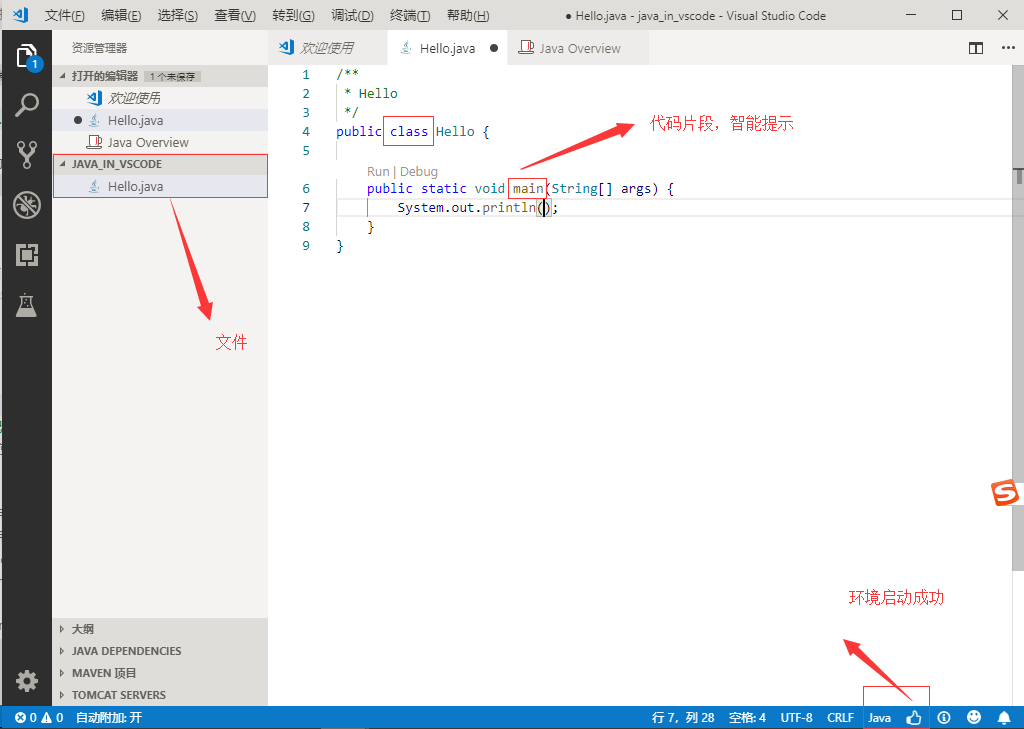 文件(F) 编辑(E) 选择(S) 查看(V) 转到(G) 调试(D) 终端(T) 帮助(H) ● Hello.java - java_in_vscode - Visual Studio Code
资源管理器
欢迎使用 Hello.java ● Java Overview
打开的编辑器 1 个未保存
欢迎使用
● Hello.java
Java Overview
JAVA_IN_VSCODE
Hello.java
1
1 /**
2 * Hello
3 */
4 public class Hello {
5
Run | Debug
6 public static void main(String[] args) {
7 System.out.println();
8 }
9 }
代码片段，智能提示
文件
环境启动成功
S
大纲
JAVA DEPENDENCIES
MAVEN 项目
TOMCAT SERVERS
0 0 自动附加: 开 行 7，列 28 空格: 4 UTF-8 CRLF Java